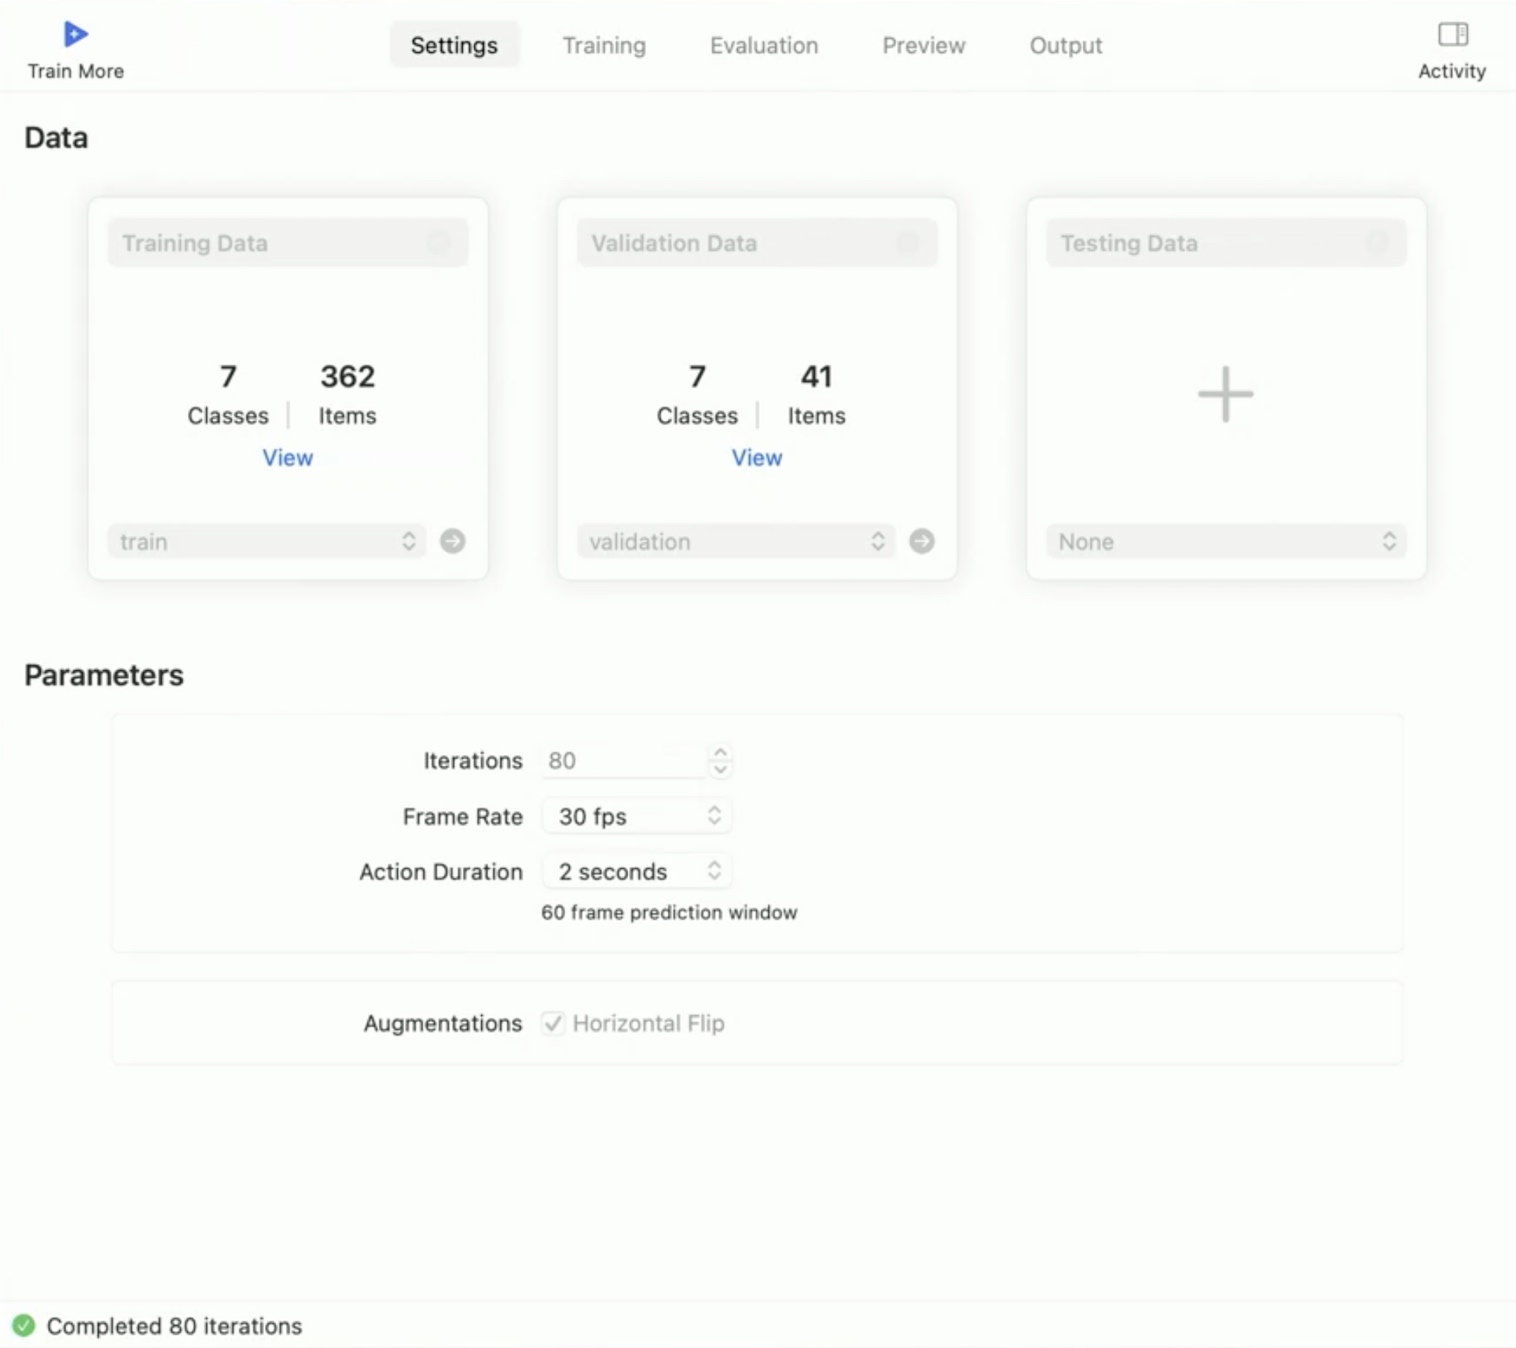 Train More
Settings Training Evaluation Preview Output
Activity
Data
Training Data
7 362
Classes Items
View
train
Validation Data
7 41
Classes Items
View
validation
Testing Data
None
Parameters
Iterations 80
Frame Rate 30 fps
Action Duration 2 seconds
60 frame prediction window
Augmentations Horizontal Flip
Completed 80 iterations